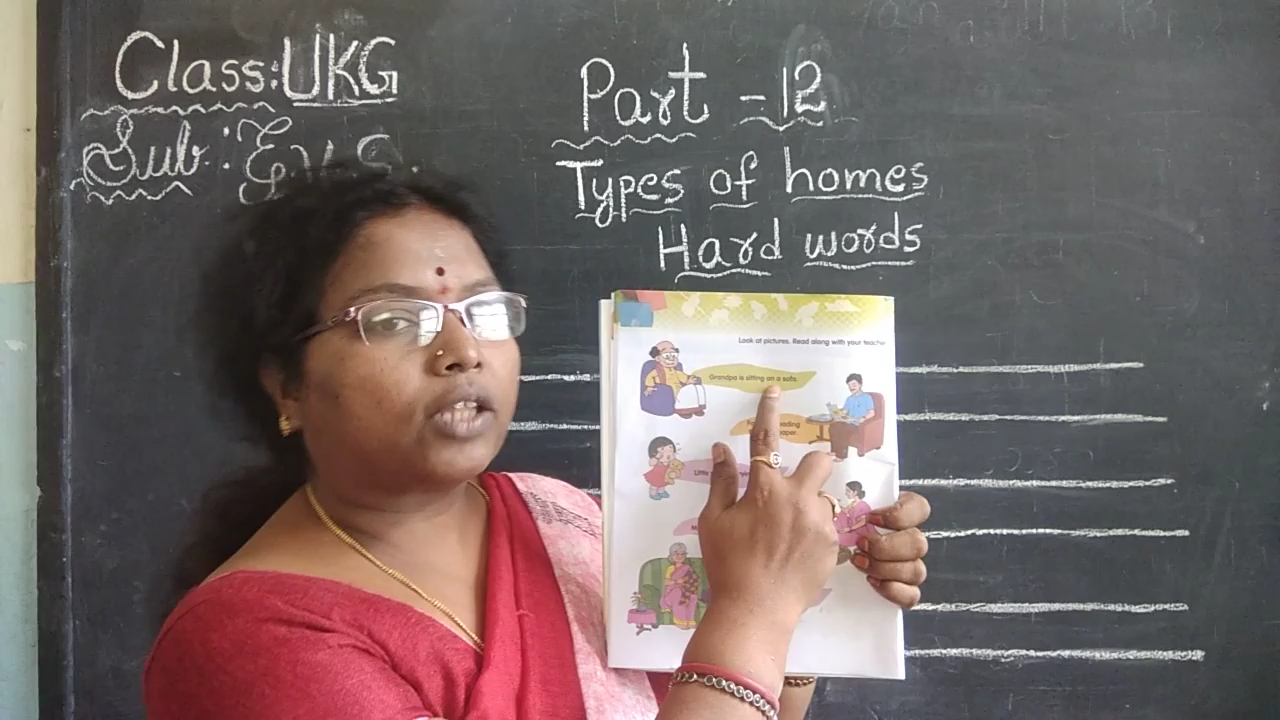 Class: UKG
Sub: E.V.S.
Part - 12
Types of homes
Hard words
Look at pictures. Read along with your teacher
Grandpa is sitting on a sofa.
Little